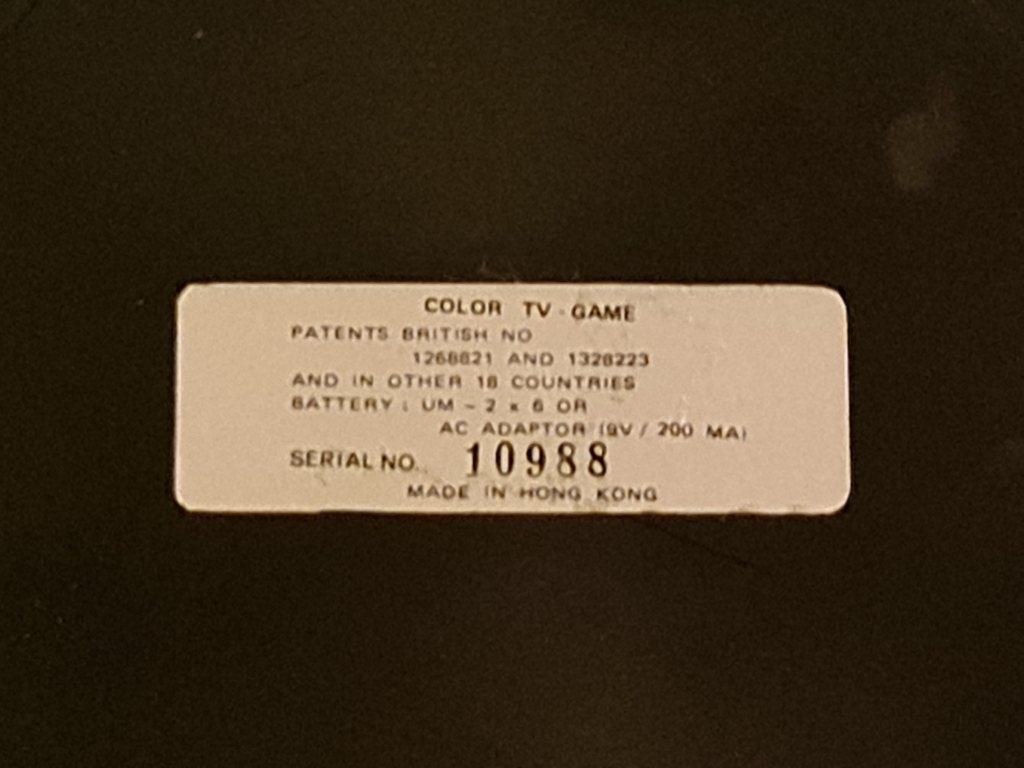 COLOR TV GAME
PATENTS BRITISH NO
1268821 AND 1328223
AND IN OTHER 18 COUNTRIES
BATTERY : UM - 2 x 6 OR
AC ADAPTOR (9V / 200 MA)
SERIAL NO. 10988
MADE IN HONG KONG